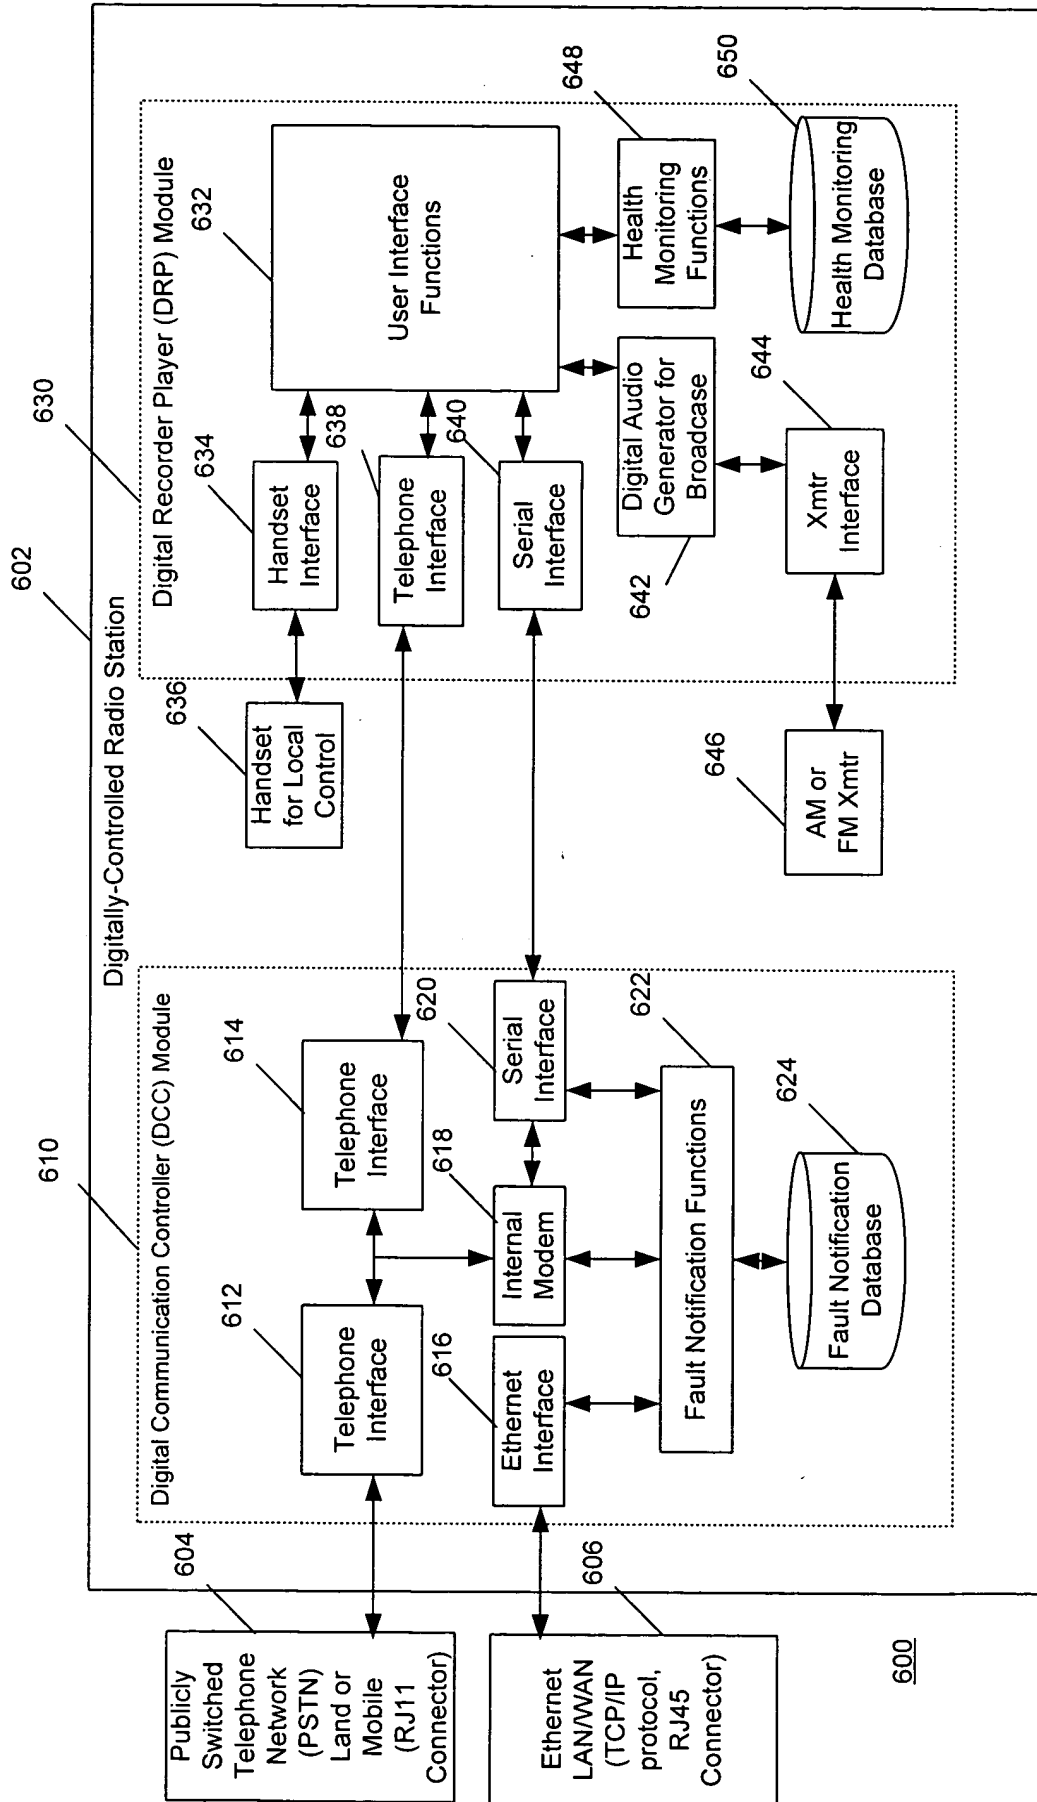 602
Digitally-Controlled Radio Station
604
Publicly
Switched
Telephone
Network
(PSTN)
Land or
Mobile
(RJ11
Connector)
606
Ethernet
LAN/WAN
(TCP/IP
protocol,
RJ45
Connector)
600
610
Digital Communication Controller (DCC) Module
612
Telephone
Interface
614
Telephone
Interface
616
Ethernet
Interface
618
Internal
Modem
620
Serial
Interface
622
Fault Notification Functions
624
Fault Notification
Database
630
Digital Recorder Player (DRP) Module
632
User Interface
Functions
634
Handset
Interface
636
Handset
for Local
Control
638
Telephone
Interface
640
Serial
Interface
642
Digital Audio
Generator for
Broadcase
644
Xmtr
Interface
646
AM or
FM Xmtr
648
Health
Monitoring
Functions
650
Health Monitoring
Database